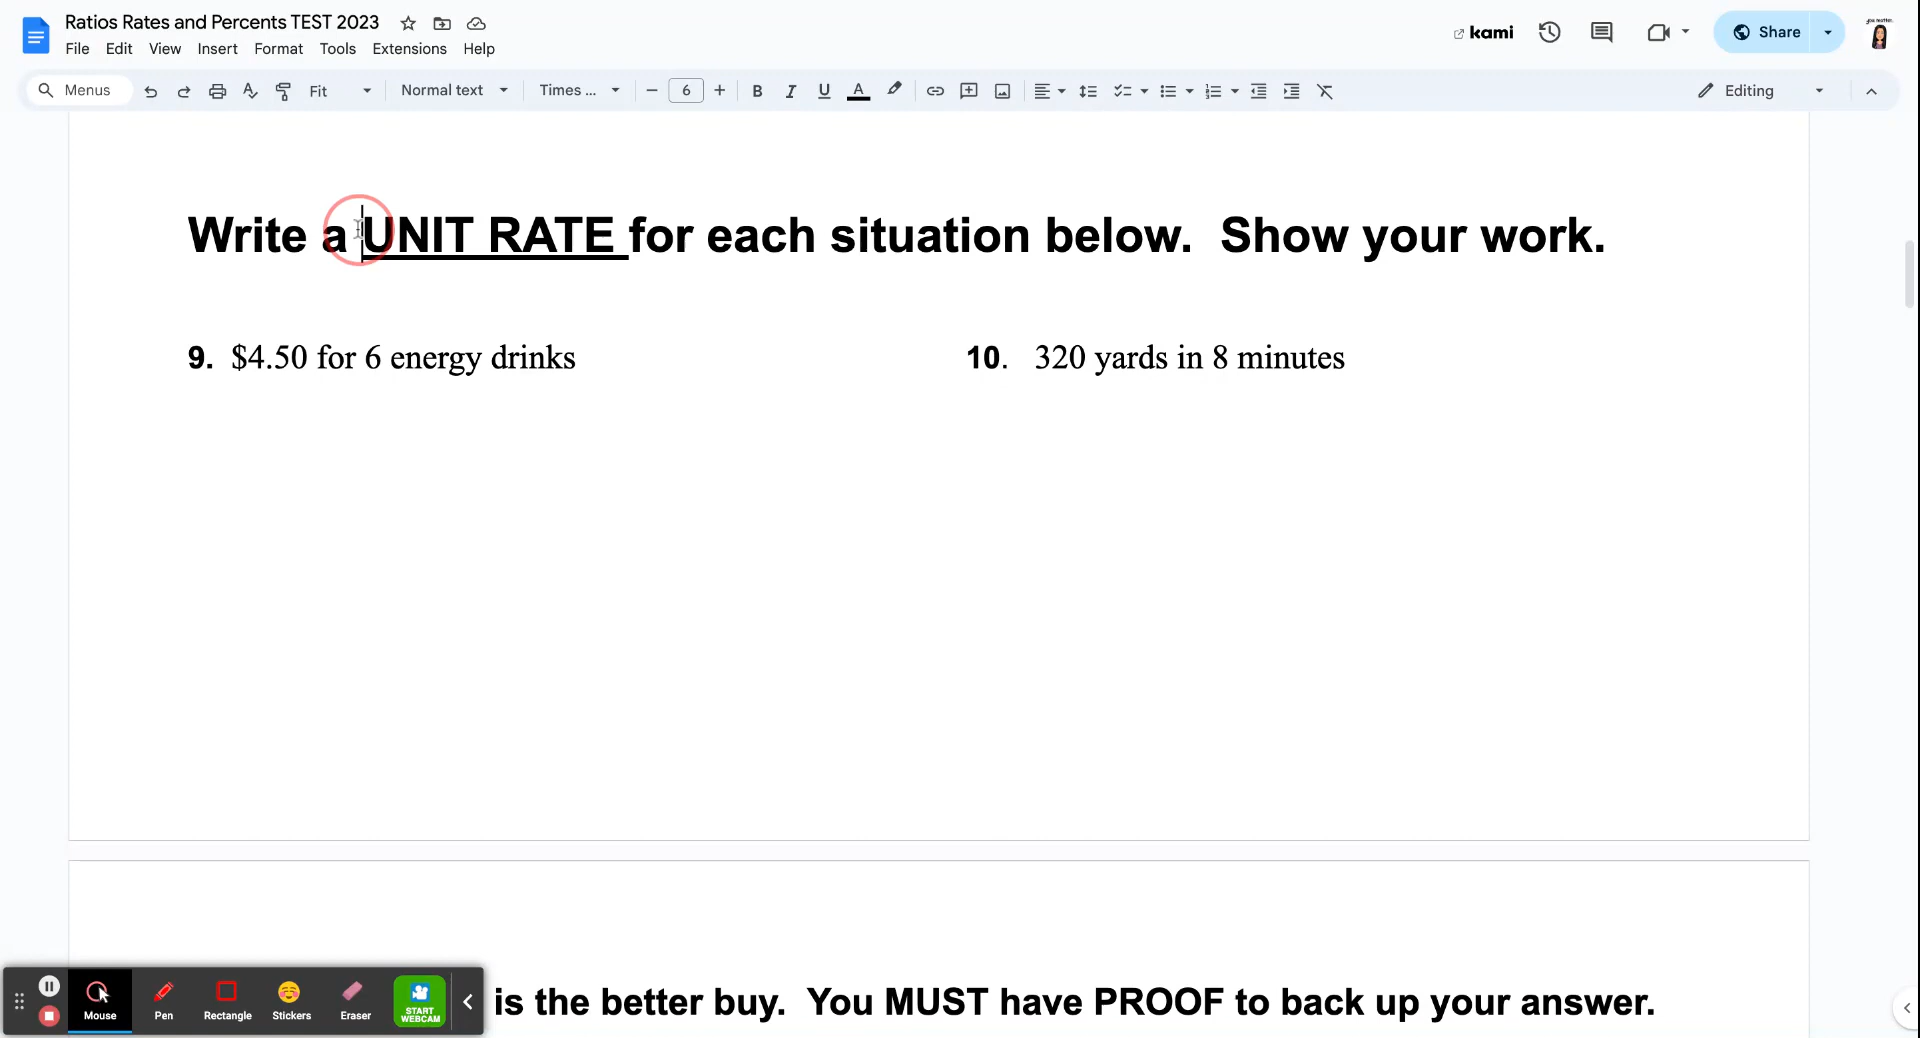 Ratios Rates and Percents TEST 2023
File Edit View Insert Format Tools Extensions Help
kami
Share
Menus
Fit
Normal text
Times ...
6
B I U A
Editing
Write a UNIT RATE for each situation below. Show your work.
9. $4.50 for 6 energy drinks
10. 320 yards in 8 minutes
is the better buy. You MUST have PROOF to back up your answer.
Mouse Pen Rectangle Stickers Eraser START WEBCAM